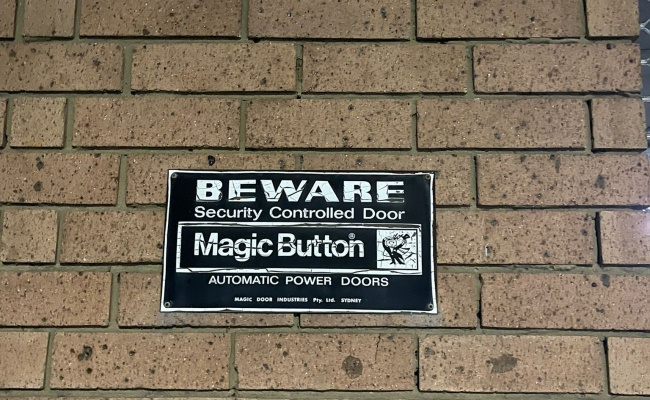 BEWARE
Security Controlled Door
Magic Button®
AUTOMATIC POWER DOORS
MAGIC DOOR INDUSTRIES Pty. Ltd. SYDNEY